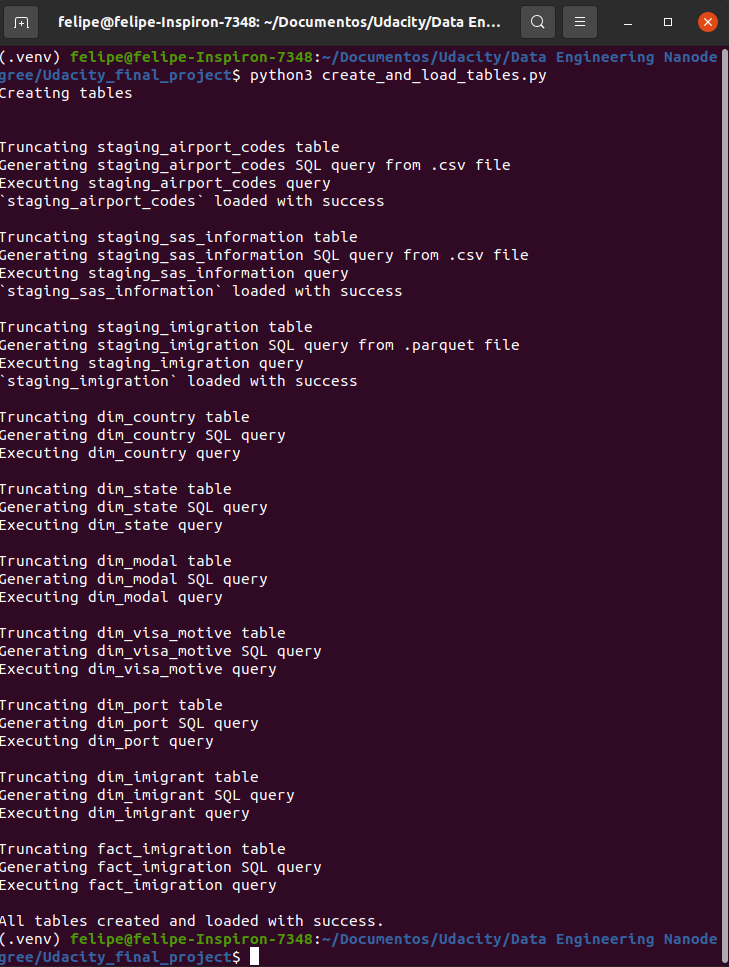 felipe@felipe-Inspiron-7348: ~/Documentos/Udacity/Data En...
(.venv) felipe@felipe-Inspiron-7348:~/Documentos/Udacity/Data Engineering Nanode
gree/Udacity_final_project$ python3 create_and_load_tables.py
Creating tables
Truncating staging_airport_codes table
Generating staging_airport_codes SQL query from .csv file
Executing staging_airport_codes query
`staging_airport_codes` loaded with success
Truncating staging_sas_information table
Generating staging_sas_information SQL query from .csv file
Executing staging_sas_information query
`staging_sas_information` loaded with success
Truncating staging_imigration table
Generating staging_imigration SQL query from .parquet file
Executing staging_imigration query
`staging_imigration` loaded with success
Truncating dim_country table
Generating dim_country SQL query
Executing dim_country query
Truncating dim_state table
Generating dim_state SQL query
Executing dim_state query
Truncating dim_modal table
Generating dim_modal SQL query
Executing dim_modal query
Truncating dim_visa_motive table
Generating dim_visa_motive SQL query
Executing dim_visa_motive query
Truncating dim_port table
Generating dim_port SQL query
Executing dim_port query
Truncating dim_imigrant table
Generating dim_imigrant SQL query
Executing dim_imigrant query
Truncating fact_imigration table
Generating fact_imigration SQL query
Executing fact_imigration query
All tables created and loaded with success.
(.venv) felipe@felipe-Inspiron-7348:~/Documentos/Udacity/Data Engineering Nanode
gree/Udacity_final_project$